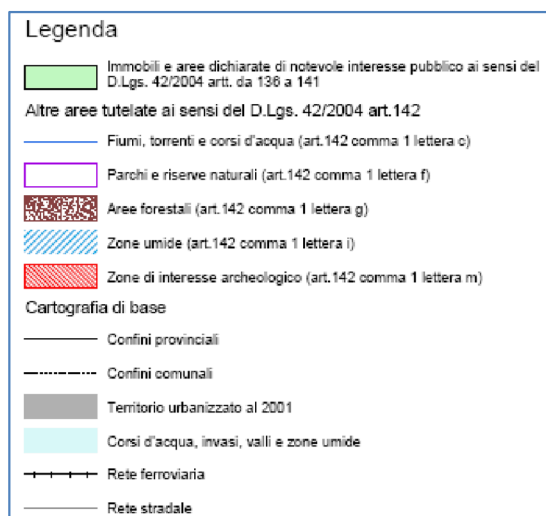 Legenda
Immobili e aree dichiarate di notevole interesse pubblico ai sensi del
D.Lgs. 42/2004 artt. da 136 a 141
Altre aree tutelate ai sensi del D.Lgs. 42/2004 art.142
Fiumi, torrenti e corsi d'acqua (art.142 comma 1 lettera c)
Parchi e riserve naturali (art.142 comma 1 lettera f)
Aree forestali (art.142 comma 1 lettera g)
Zone umide (art.142 comma 1 lettera i)
Zone di interesse archeologico (art.142 comma 1 lettera m)
Cartografia di base
Confini provinciali
Confini comunali
Territorio urbanizzato al 2001
Corsi d'acqua, invasi, valli e zone umide
Rete ferroviaria
Rete stradale